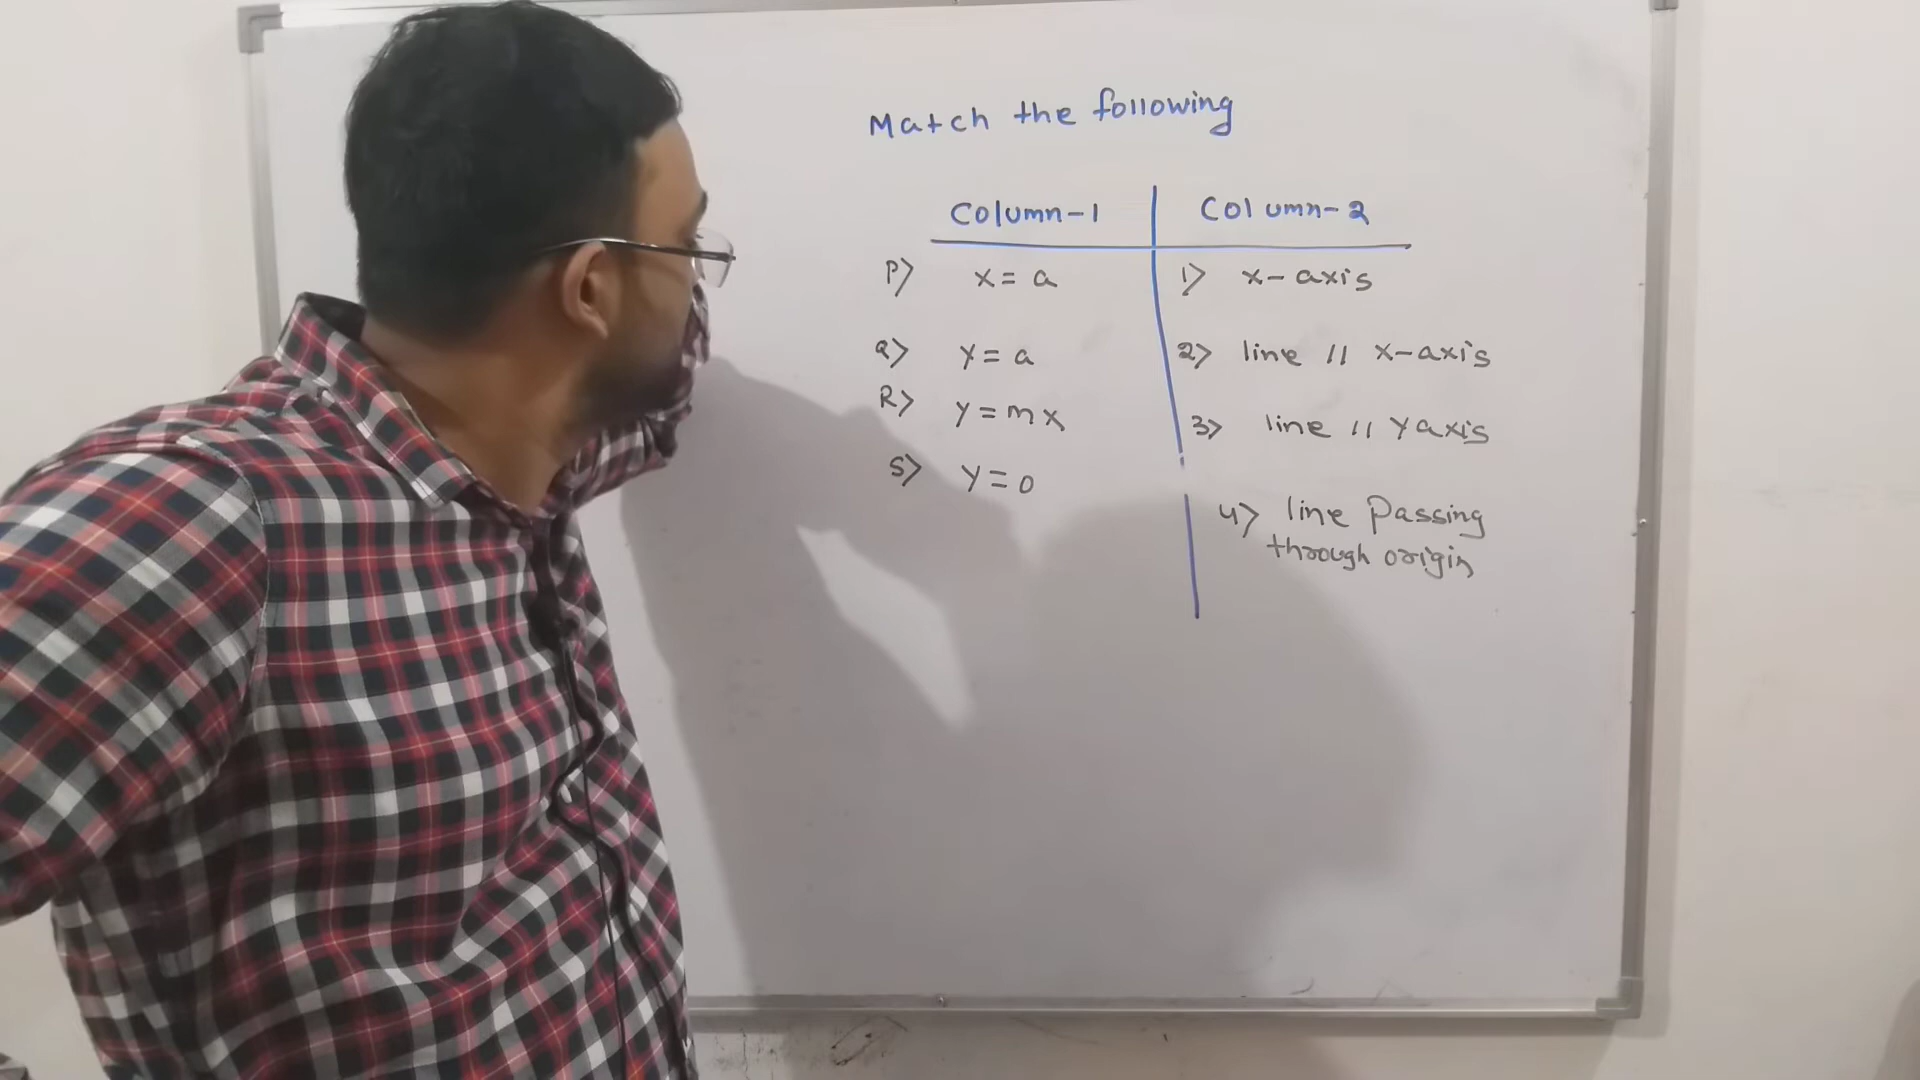 Match the following
Column-1 Column-2
P> x = a 1> x-axis
Q> y = a 2> line // x-axis
R> y = mx 3> line // y axis
S> y = 0 4> line Passing
through origin